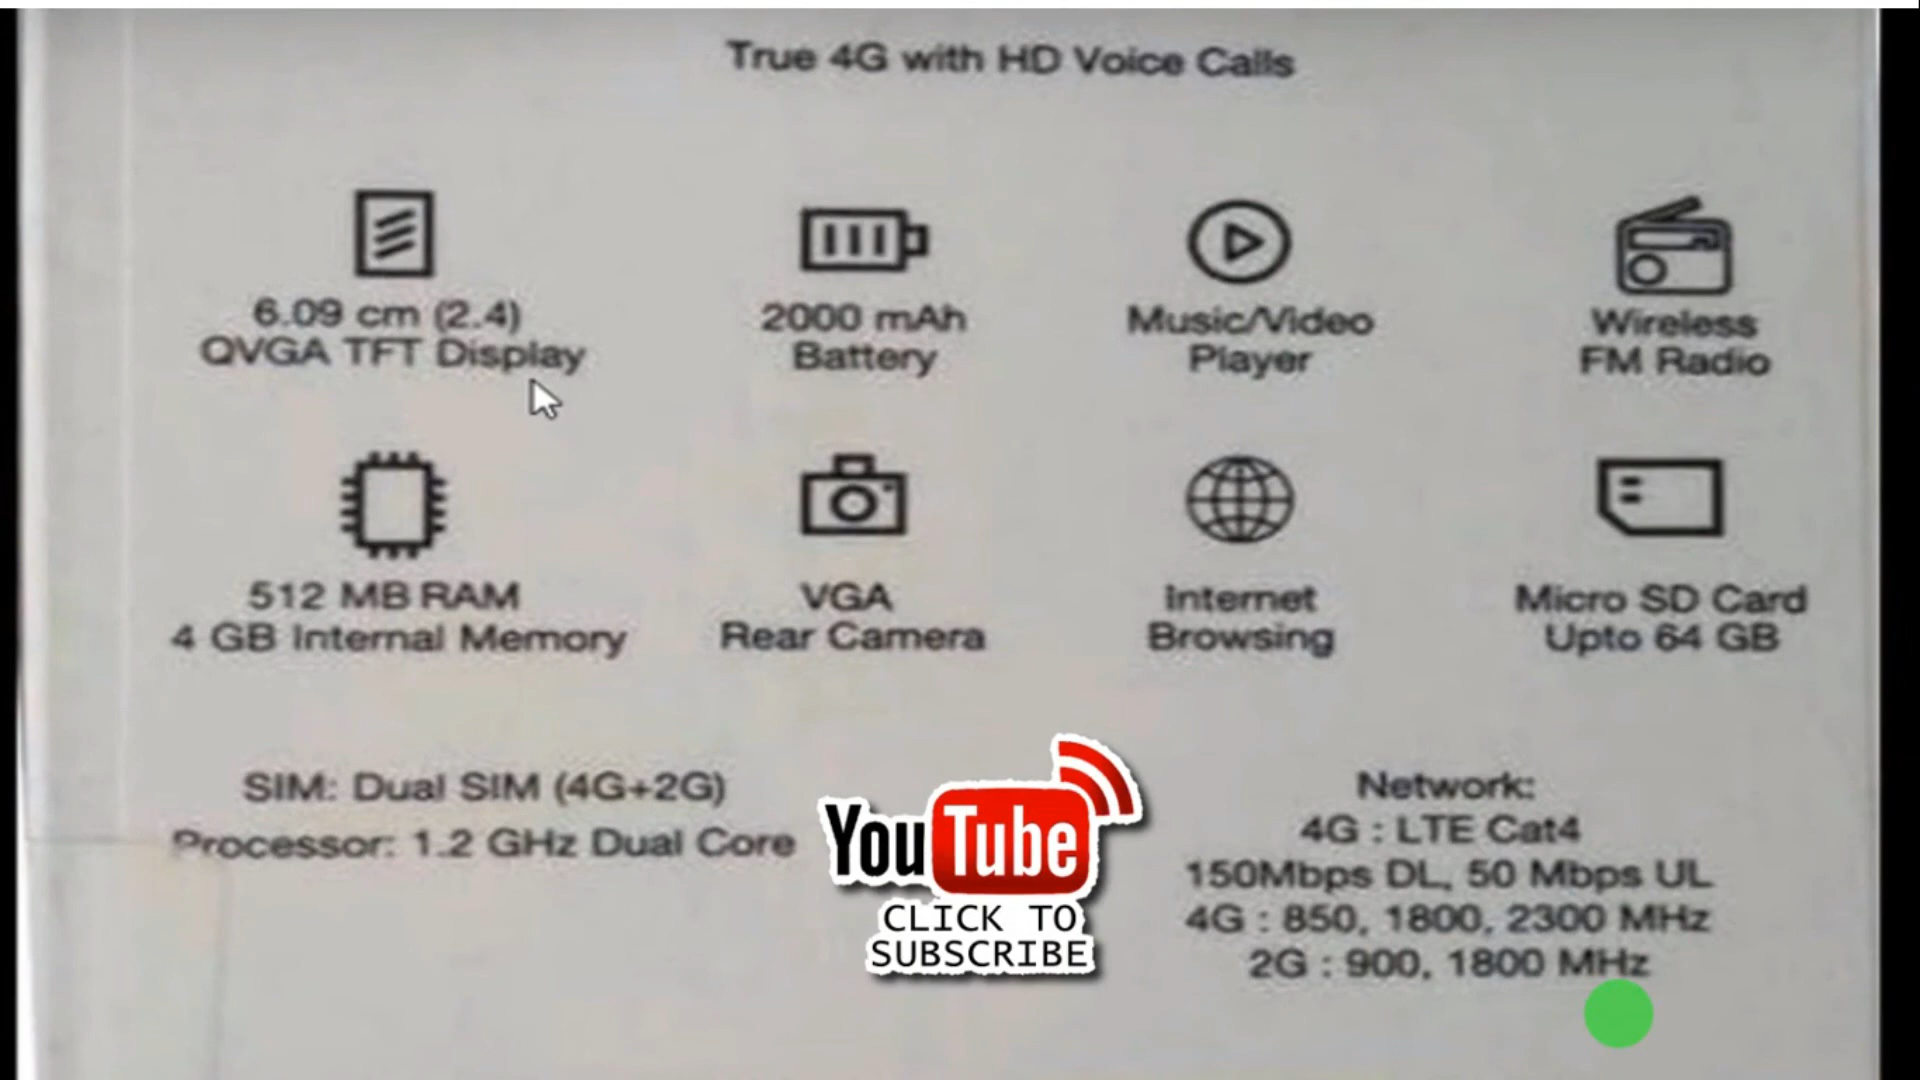 True 4G with HD Voice Calls
6.09 cm (2.4)
QVGA TFT Display
2000 mAh
Battery
Music/Video
Player
Wireless
FM Radio
512 MB RAM
4 GB Internal Memory
VGA
Rear Camera
Internet
Browsing
Micro SD Card
Upto 64 GB
SIM: Dual SIM (4G+2G)
Processor: 1.2 GHz Dual Core
YouTube
CLICK TO
SUBSCRIBE
Network:
4G : LTE Cat4
150Mbps DL, 50 Mbps UL
4G : 850, 1800, 2300 MHz
2G : 900, 1800 MHz